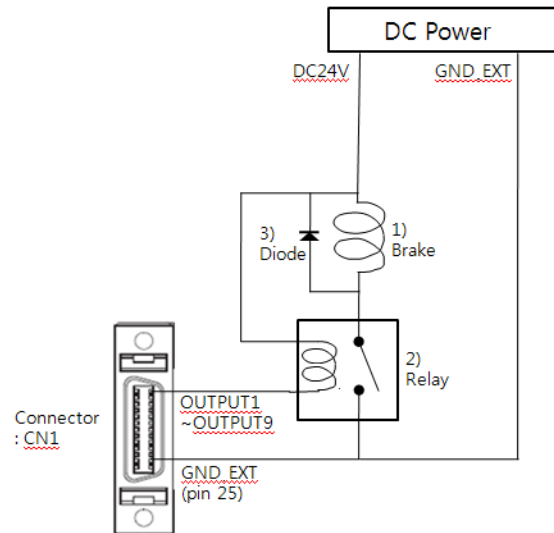 DC Power
DC24V
GND_EXT
3)
Diode
1)
Brake
2)
Relay
Connector
: CN1
OUTPUT1
~OUTPUT9
GND_EXT
(pin 25)